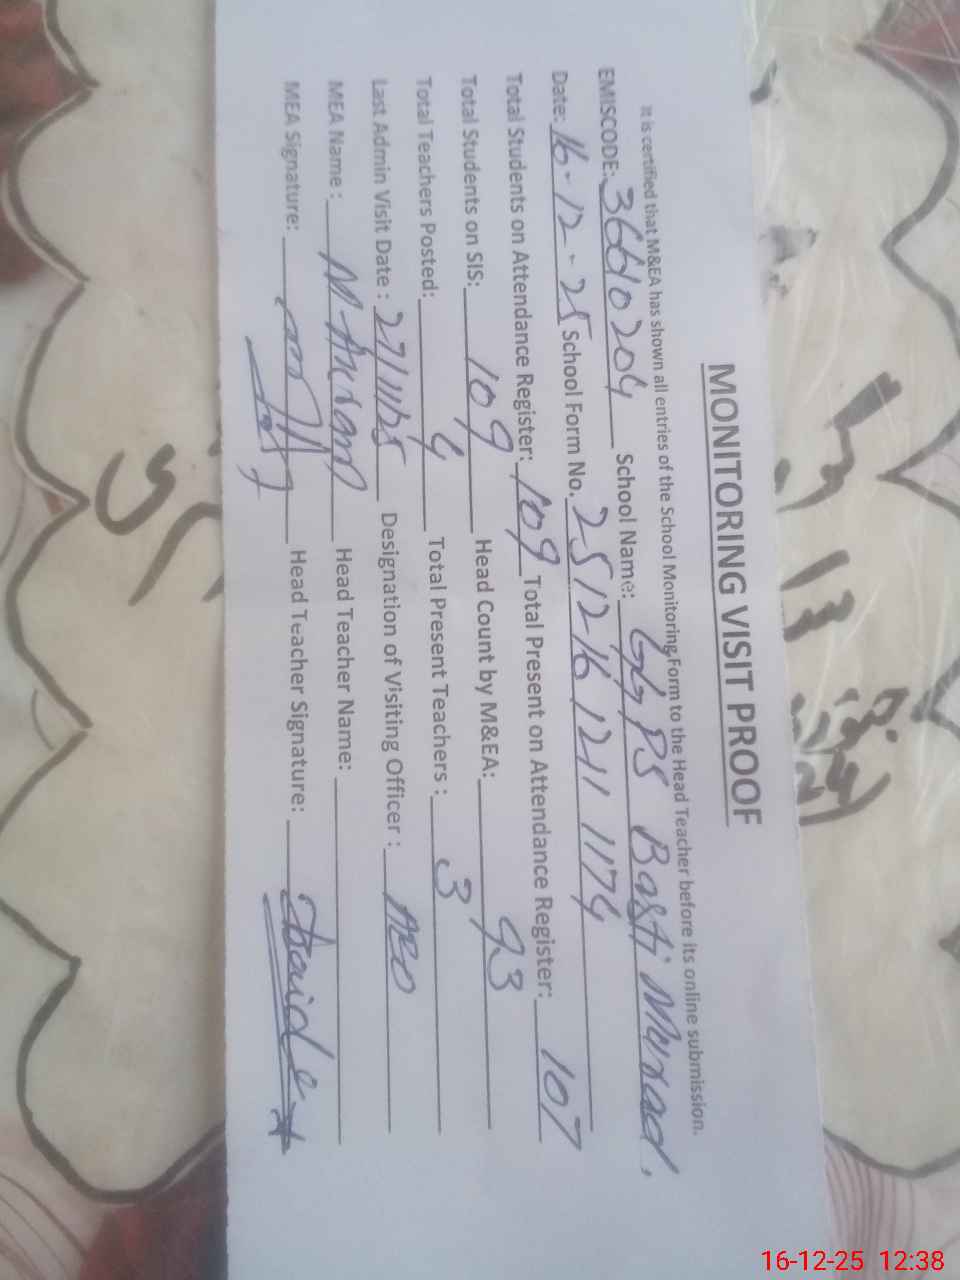 MONITORING VISIT PROOF
It is certified that M&EA has shown all entries of the School Monitoring Form to the Head Teacher before its online submission.
EMISCODE: 36610204 School Name: GGPS Basti Murad.
Date: 16-12-25 School Form No. 251216 1211 1174
Total Students on Attendance Register: 109 Total Present on Attendance Register: 107
Total Students on SIS: 109 Head Count by M&EA: 93
Total Teachers Posted: 4 Total Present Teachers : 3
Last Admin Visit Date : 27/11/25 Designation of Visiting Officer : AEO
MEA Name : Head Teacher Name:
MEA Signature: Head Teacher Signature:
16-12-25 12:38